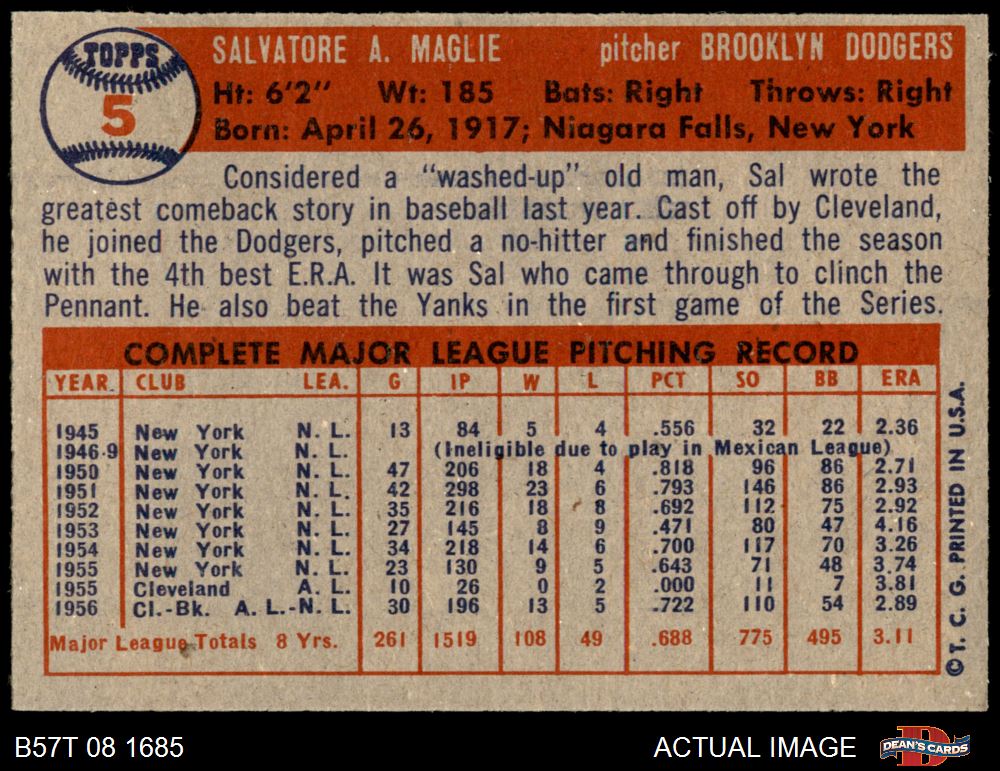 TOPPS
5
SALVATORE A. MAGLIE pitcher BROOKLYN DODGERS
Ht: 6'2" Wt: 185 Bats: Right Throws: Right
Born: April 26, 1917; Niagara Falls, New York
Considered a "washed-up" old man, Sal wrote the
greatest comeback story in baseball last year. Cast off by Cleveland,
he joined the Dodgers, pitched a no-hitter and finished the season
with the 4th best E.R.A. It was Sal who came through to clinch the
Pennant. He also beat the Yanks in the first game of the Series.
COMPLETE MAJOR LEAGUE PITCHING RECORD
YEAR CLUB LEA. G IP W L PCT SO BB ERA
1945 New York N. L. 13 84 5 4 .556 32 22 2.36
1946-9 New York N. L. (Ineligible due to play in Mexican League)
1950 New York N. L. 47 206 18 4 .818 96 86 2.71
1951 New York N. L. 42 298 23 6 .793 146 86 2.93
1952 New York N. L. 35 216 18 8 .692 112 75 2.92
1953 New York N. L. 27 145 8 9 .471 80 47 4.16
1954 New York N. L. 34 218 14 6 .700 117 70 3.26
1955 New York N. L. 23 130 9 5 .643 71 48 3.74
1955 Cleveland A. L. 10 26 0 2 .000 11 7 3.81
1956 Cl.-Bk. A. L.-N. L. 30 196 13 5 .722 110 54 2.89
Major League Totals 8 Yrs. 261 1519 108 49 .688 775 495 3.11
©T. C. G. PRINTED IN U.S.A.
B57T 08 1685 ACTUAL IMAGE DEAN'S CARDS